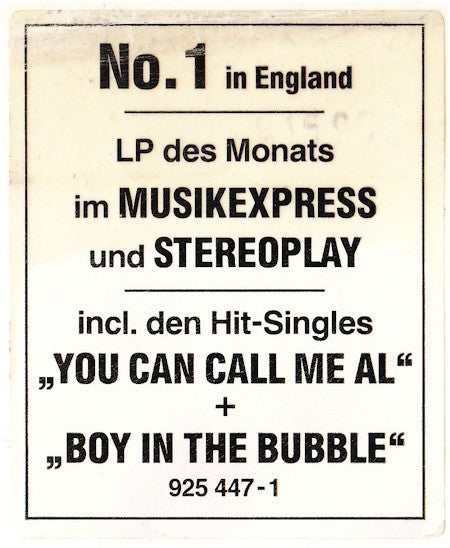 No. 1 in England
LP des Monats
im MUSIKEXPRESS
und STEREOPLAY
incl. den Hit-Singles
„YOU CAN CALL ME AL“
+
„BOY IN THE BUBBLE“
925 447-1